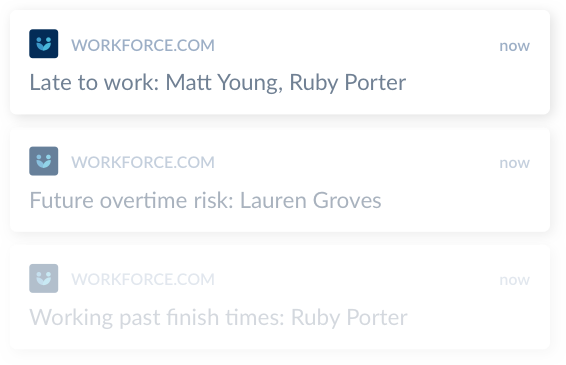 WORKFORCE.COM now
Late to work: Matt Young, Ruby Porter
WORKFORCE.COM now
Future overtime risk: Lauren Groves
WORKFORCE.COM now
Working past finish times: Ruby Porter